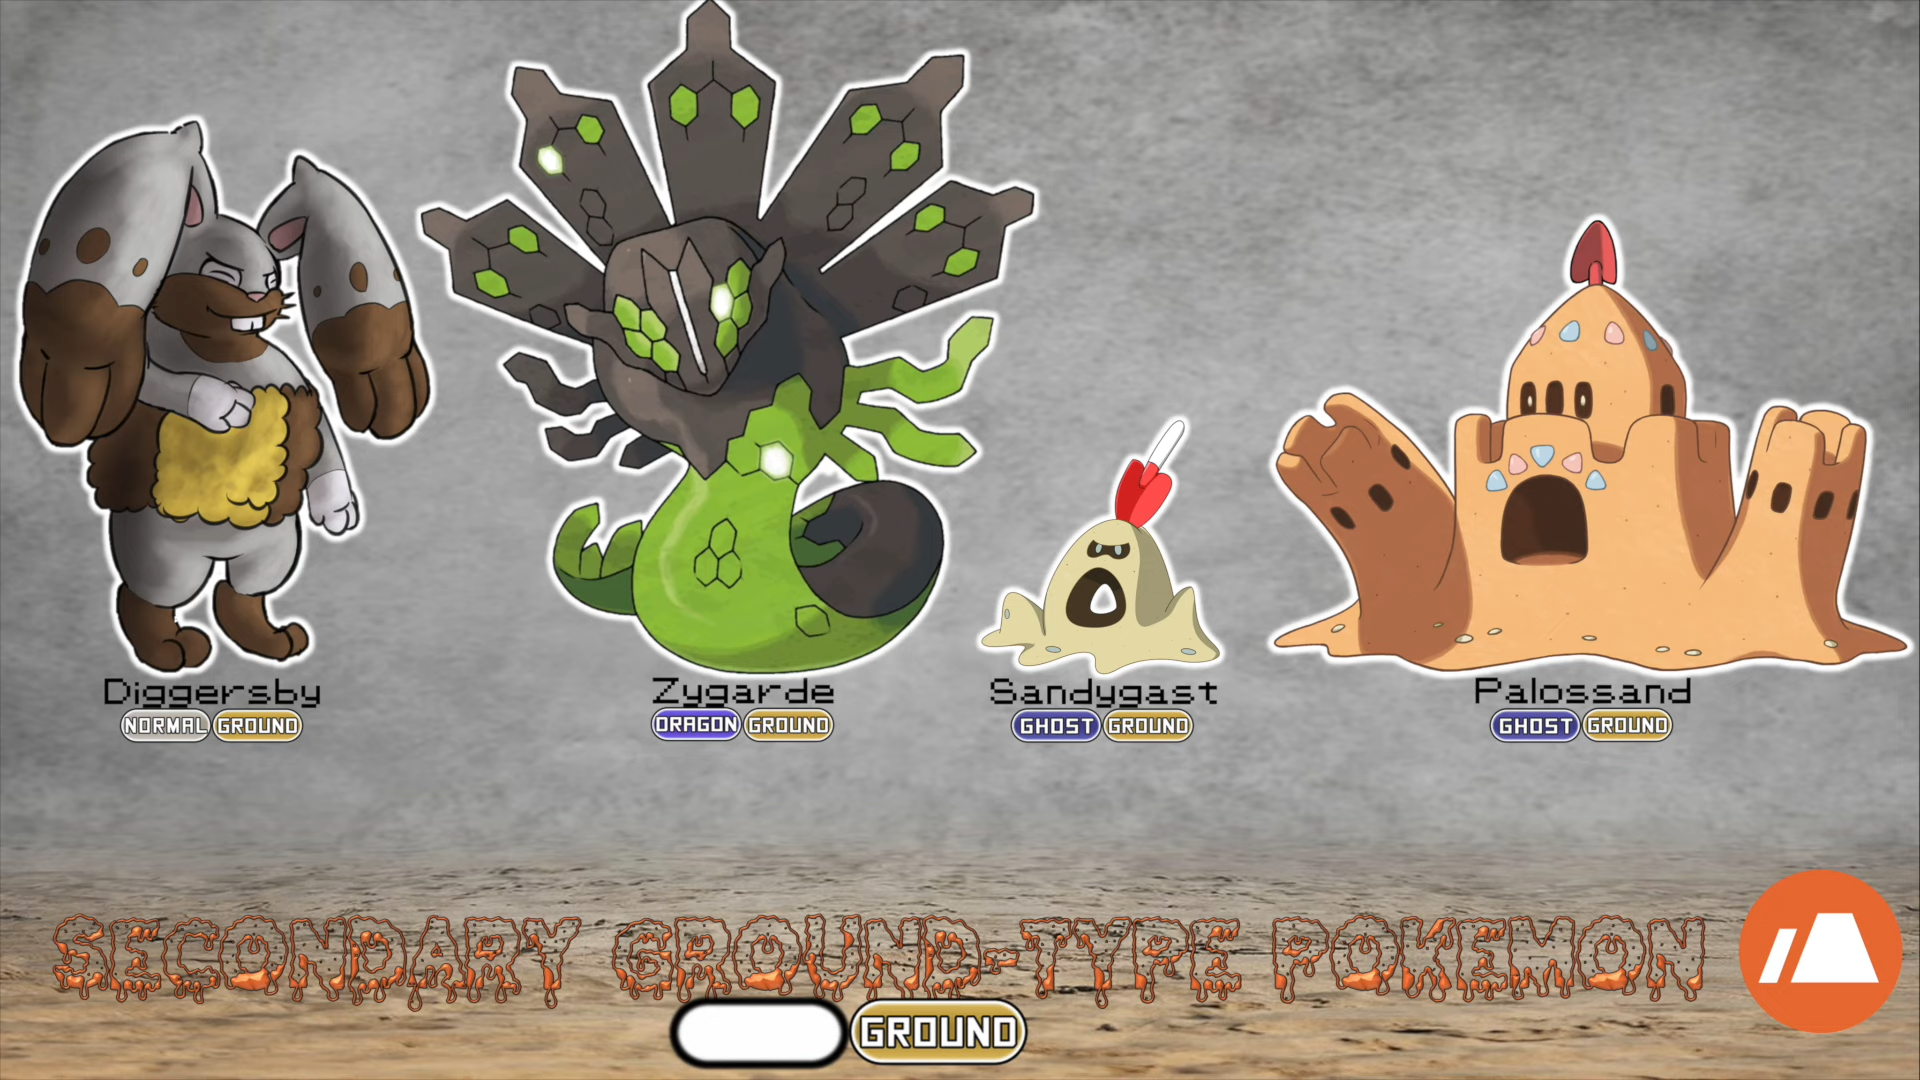 Diggersby
NORMAL GROUND
Zygarde
DRAGON GROUND
Sandygast
GHOST GROUND
Palossand
GHOST GROUND
SECONDARY GROUND-TYPE POKEMON
GROUND